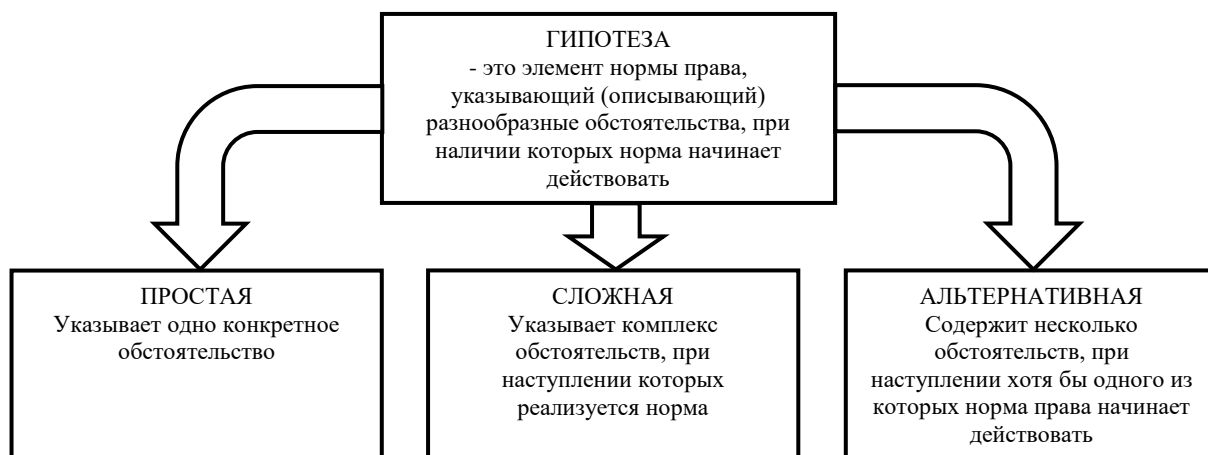 ГИПОТЕЗА
- это элемент нормы права,
указывающий (описывающий)
разнообразные обстоятельства, при
наличии которых норма начинает
действовать
ПРОСТАЯ
Указывает одно конкретное
обстоятельство
СЛОЖНАЯ
Указывает комплекс
обстоятельств, при
наступлении которых
реализуется норма
АЛЬТЕРНАТИВНАЯ
Содержит несколько
обстоятельств, при
наступлении хотя бы одного из
которых норма права начинает
действовать